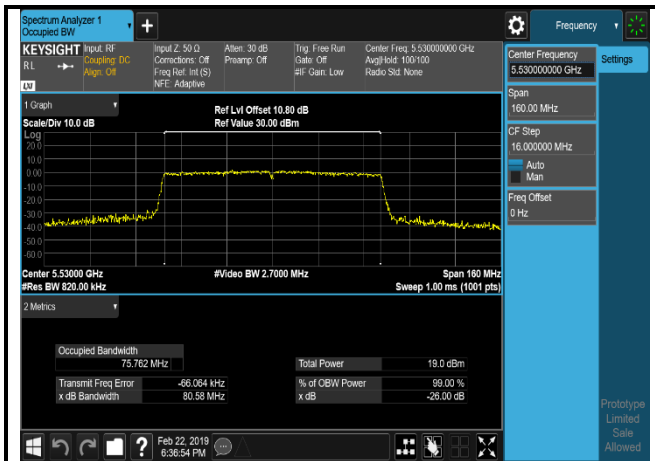 Spectrum Analyzer 1
Occupied BW
+
Frequency
KEYSIGHT
RL
LXI
Input: RF
Coupling: DC
Align: Off
Input Z: 50 Ω
Corrections: Off
Freq Ref: Int (S)
NFE: Adaptive
Atten: 30 dB
Preamp: Off
Trig: Free Run
Gate: Off
#IF Gain: Low
Center Freq: 5.530000000 GHz
Avg|Hold: 100/100
Radio Std: None
Center Frequency
5.530000000 GHz
Settings
Span
160.00 MHz
CF Step
16.000000 MHz
Auto
Man
Freq Offset
0 Hz
1 Graph
Scale/Div 10.0 dB
Ref Lvl Offset 10.80 dB
Ref Value 30.00 dBm
Log
20.0
10.0
0.00
-10.0
-20.0
-30.0
-40.0
-50.0
-60.0
Center 5.53000 GHz
#Res BW 820.00 kHz
#Video BW 2.7000 MHz
Span 160 MHz
Sweep 1.00 ms (1001 pts)
2 Metrics
Occupied Bandwidth
75.762 MHz
Transmit Freq Error -66.064 kHz
x dB Bandwidth 80.58 MHz
Total Power 19.0 dBm
% of OBW Power 99.00 %
x dB -26.00 dB
Prototype
Limited
Sale
Allowed
?
Feb 22, 2019
6:36:54 PM